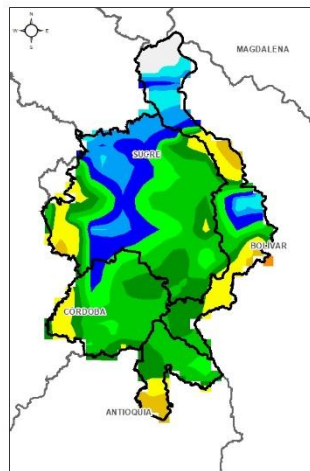 N
W
E
S
MAGDALENA
SUCRE
BOLIVAR
CORDOBA
ANTIOQUIA